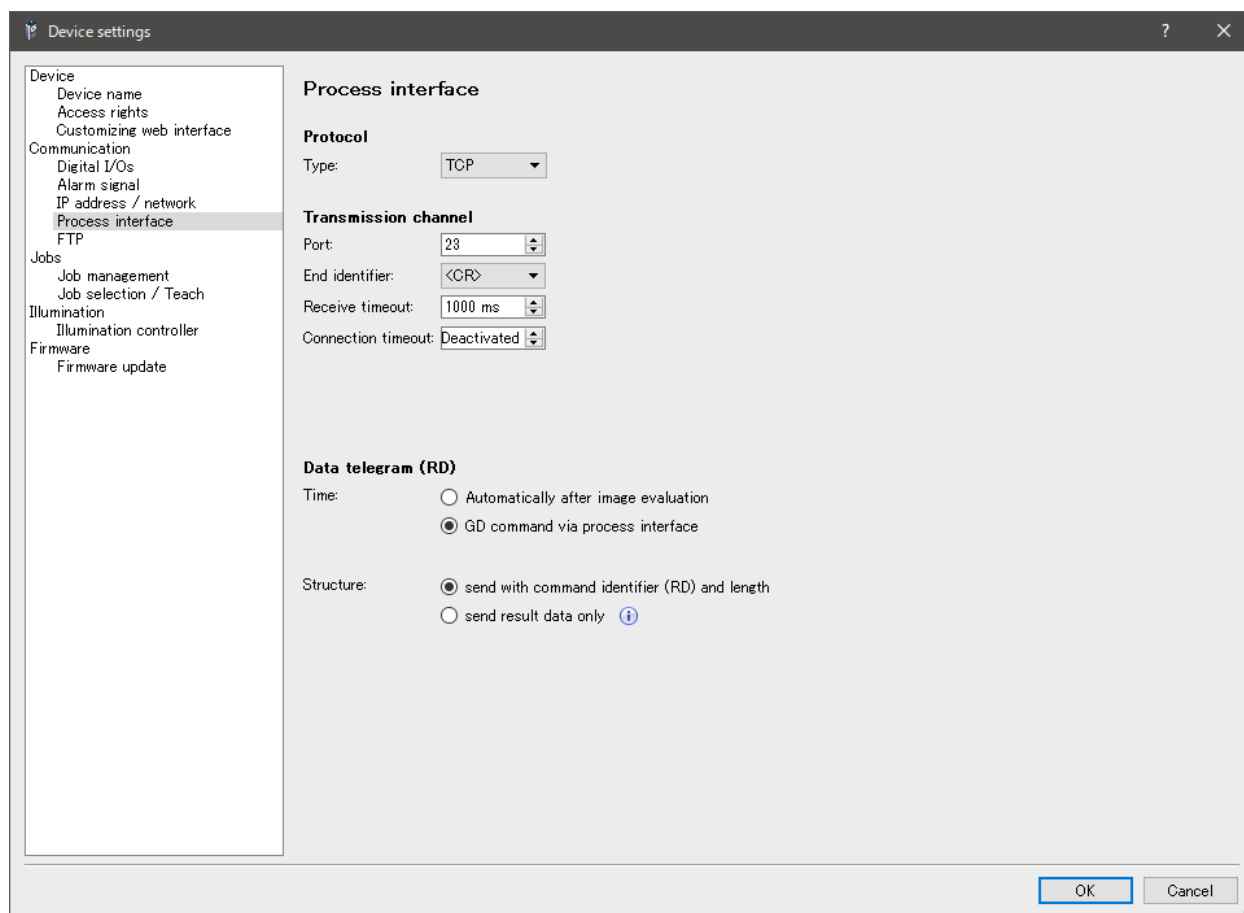 Device settings
?
Device
Device name
Access rights
Customizing web interface
Communication
Digital I/Os
Alarm signal
IP address / network
Process interface
FTP
Jobs
Job management
Job selection / Teach
Illumination
Illumination controller
Firmware
Firmware update
Process interface
Protocol
Type: TCP
Transmission channel
Port: 23
End identifier: <CR>
Receive timeout: 1000 ms
Connection timeout: Deactivated
Data telegram (RD)
Time: Automatically after image evaluation
GD command via process interface
Structure: send with command identifier (RD) and length
send result data only
OK Cancel